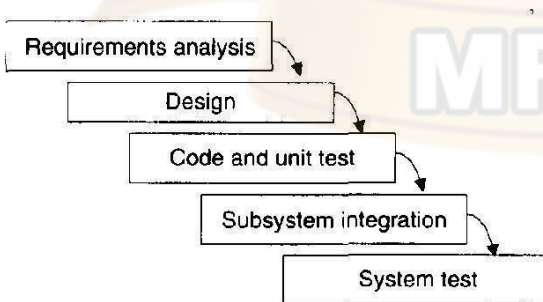 Requirements analysis
Design
Code and unit test
Subsystem integration
System test